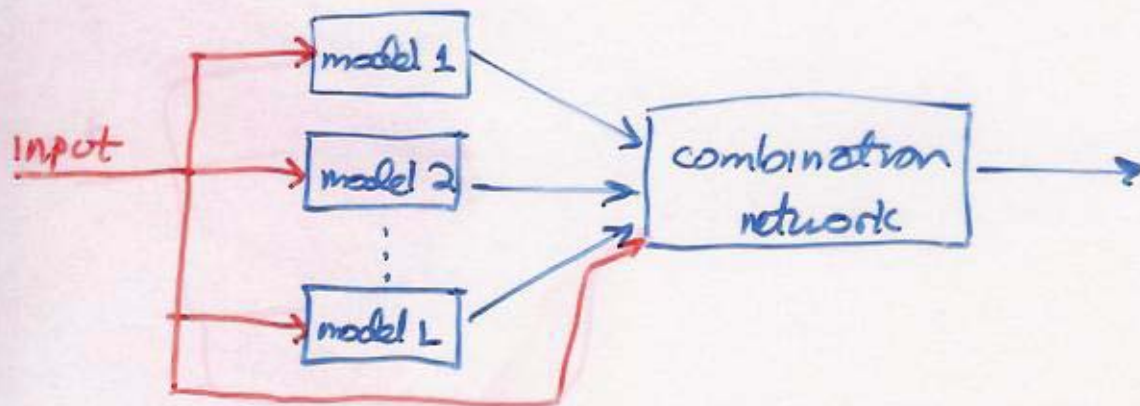 input
model 1
model 2
model L
combination
network